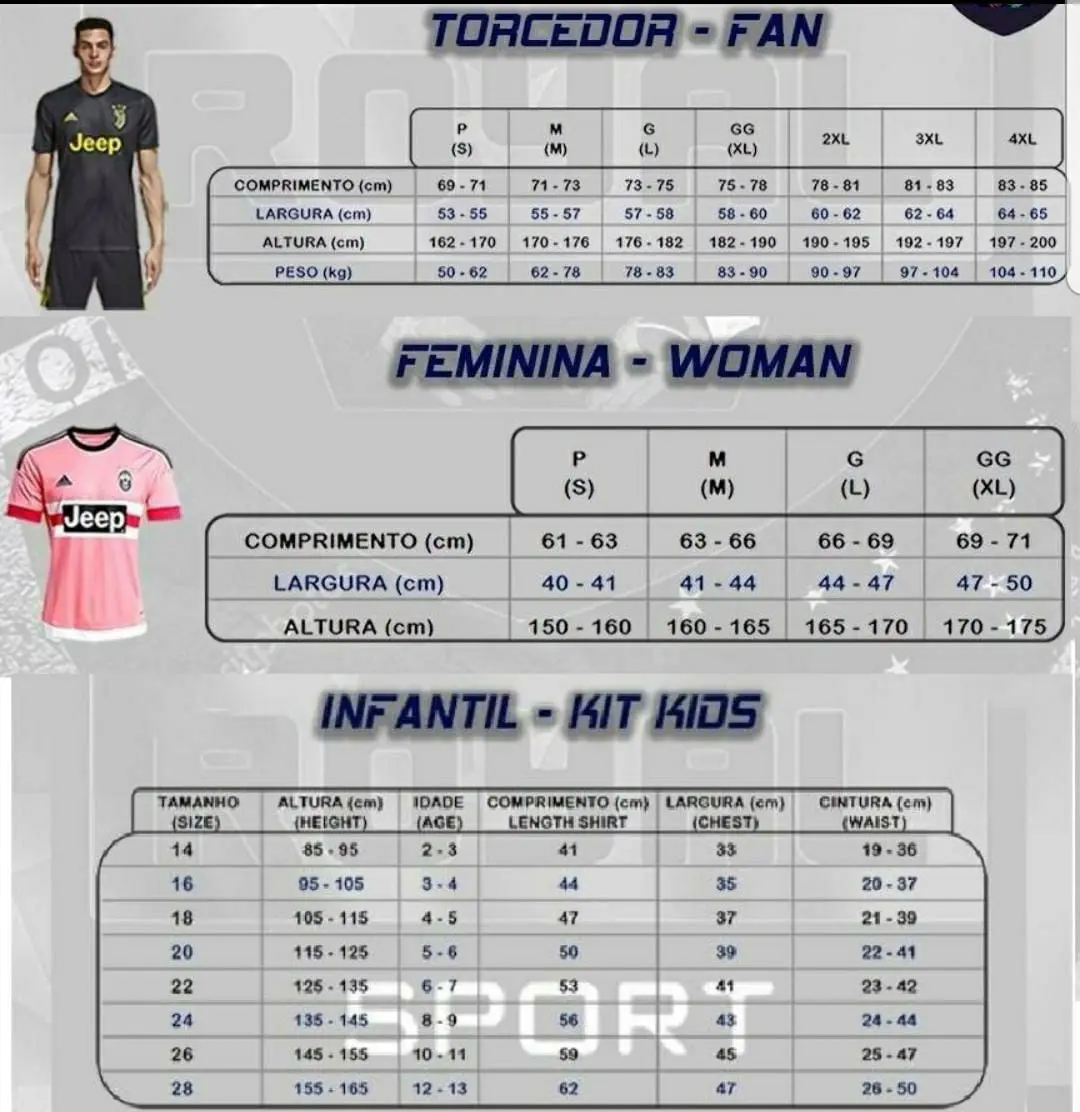 TORCEDOR - FAN
Jeep
P M G GG 2XL 3XL 4XL
(S) (M) (L) (XL)
COMPRIMENTO (cm) 69 - 71 71 - 73 73 - 75 75 - 78 78 - 81 81 - 83 83 - 85
LARGURA (cm) 53 - 55 55 - 57 57 - 58 58 - 60 60 - 62 62 - 64 64 - 65
ALTURA (cm) 162 - 170 170 - 176 176 - 182 182 - 190 190 - 195 192 - 197 197 - 200
PESO (kg) 50 - 62 62 - 78 78 - 83 83 - 90 90 - 97 97 - 104 104 - 110
FEMININA - WOMAN
Jeep
P M G GG
(S) (M) (L) (XL)
COMPRIMENTO (cm) 61 - 63 63 - 66 66 - 69 69 - 71
LARGURA (cm) 40 - 41 41 - 44 44 - 47 47 - 50
ALTURA (cm) 150 - 160 160 - 165 165 - 170 170 - 175
INFANTIL - KIT KIDS
TAMANHO ALTURA (cm) IDADE COMPRIMENTO (cm) LARGURA (cm) CINTURA (cm)
(SIZE) (HEIGHT) (AGE) LENGTH SHIRT (CHEST) (WAIST)
14 85 - 95 2 - 3 41 33 19 - 36
16 95 - 105 3 - 4 44 35 20 - 37
18 105 - 115 4 - 5 47 37 21 - 39
20 115 - 125 5 - 6 50 39 22 - 41
22 125 - 135 6 - 7 53 41 23 - 42
24 135 - 145 8 - 9 56 43 24 - 44
26 145 - 155 10 - 11 59 45 25 - 47
28 155 - 165 12 - 13 62 47 26 - 50
ROYAL
SPORT